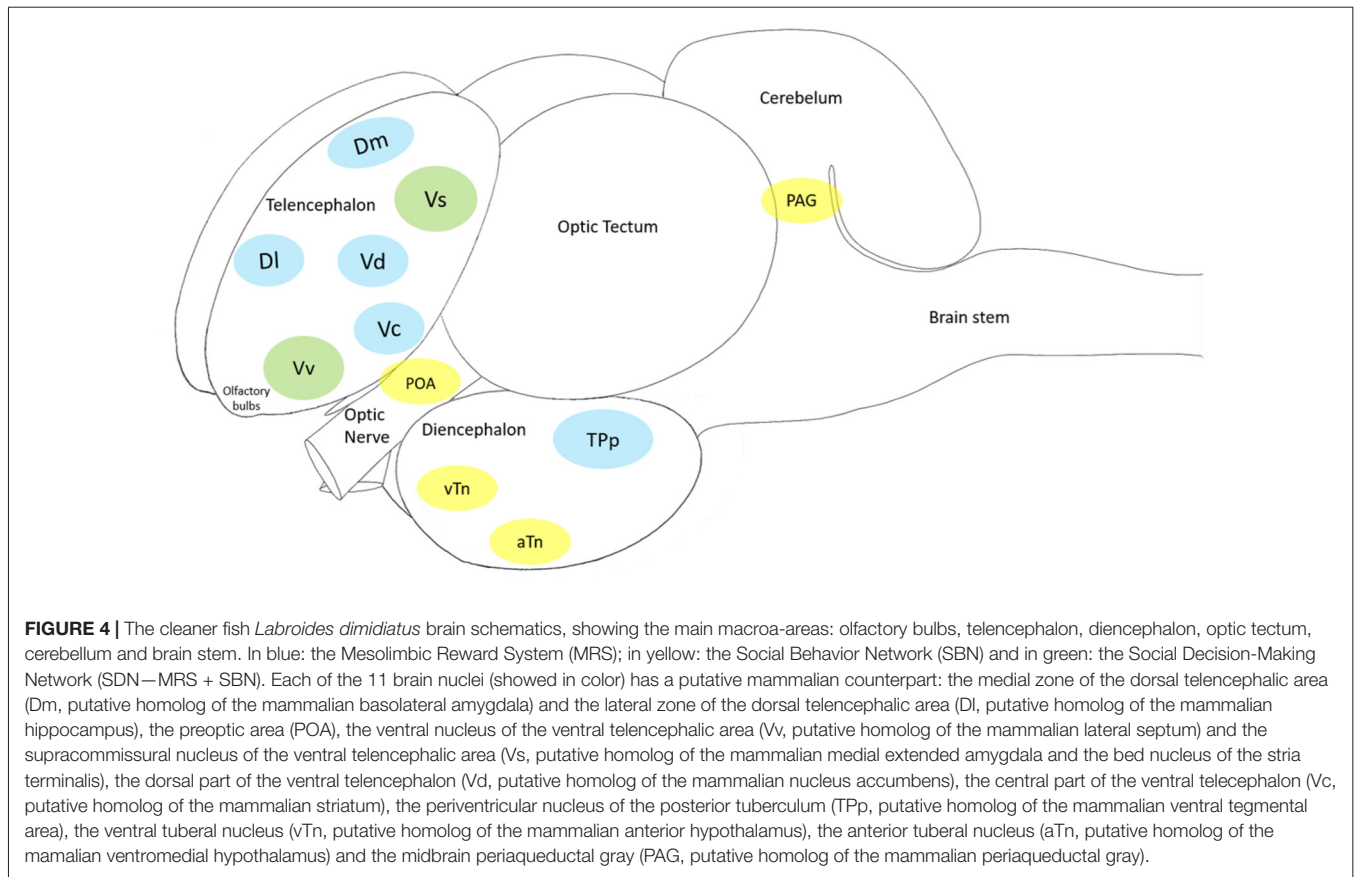 Cerebelum
Dm
Telencephalon
Vs
PAG
Optic Tectum
Dl
Vd
Vc
Brain stem
Vv
POA
Olfactory
bulbs
Optic
Nerve
Diencephalon
TPp
vTn
aTn
FIGURE 4 | The cleaner fish Labroides dimidiatus brain schematics, showing the main macroa-areas: olfactory bulbs, telencephalon, diencephalon, optic tectum,
cerebellum and brain stem. In blue: the Mesolimbic Reward System (MRS); in yellow: the Social Behavior Network (SBN) and in green: the Social Decision-Making
Network (SDN—MRS + SBN). Each of the 11 brain nuclei (showed in color) has a putative mammalian counterpart: the medial zone of the dorsal telencephalic area
(Dm, putative homolog of the mammalian basolateral amygdala) and the lateral zone of the dorsal telencephalic area (Dl, putative homolog of the mammalian
hippocampus), the preoptic area (POA), the ventral nucleus of the ventral telencephalic area (Vv, putative homolog of the mammalian lateral septum) and the
supracommissural nucleus of the ventral telencephalic area (Vs, putative homolog of the mammalian medial extended amygdala and the bed nucleus of the stria
terminalis), the dorsal part of the ventral telencephalon (Vd, putative homolog of the mammalian nucleus accumbens), the central part of the ventral telecephalon (Vc,
putative homolog of the mammalian striatum), the periventricular nucleus of the posterior tuberculum (TPp, putative homolog of the mammalian ventral tegmental
area), the ventral tuberal nucleus (vTn, putative homolog of the mammalian anterior hypothalamus), the anterior tuberal nucleus (aTn, putative homolog of the
mamalian ventromedial hypothalamus) and the midbrain periaqueductal gray (PAG, putative homolog of the mammalian periaqueductal gray).